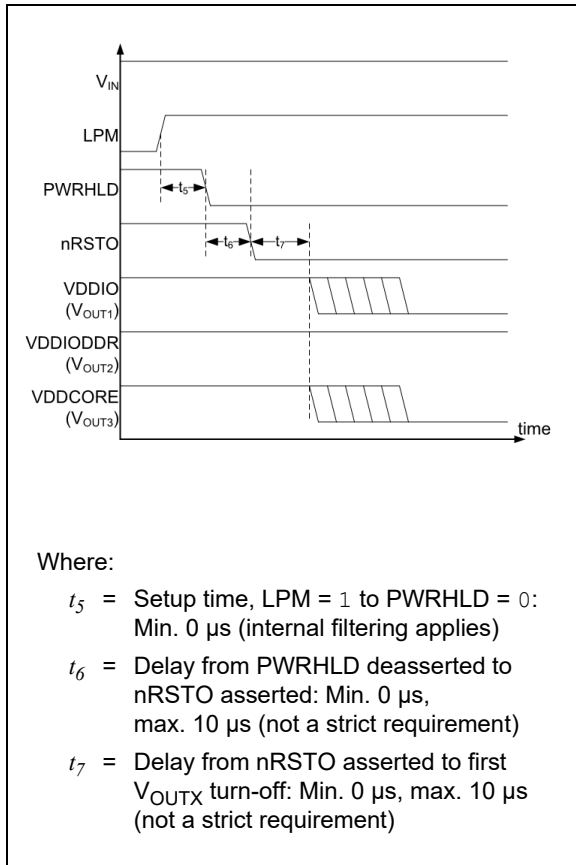 V_IN
LPM
PWRHLD
t5
nRSTO
t6
t7
VDDIO
(V_OUT1)
VDDIODDR
(V_OUT2)
VDDCORE
(V_OUT3)
time
Where:
t5 = Setup time, LPM = 1 to PWRHLD = 0:
Min. 0 µs (internal filtering applies)
t6 = Delay from PWRHLD deasserted to
nRSTO asserted: Min. 0 µs,
max. 10 µs (not a strict requirement)
t7 = Delay from nRSTO asserted to first
V_OUTX turn-off: Min. 0 µs, max. 10 µs
(not a strict requirement)